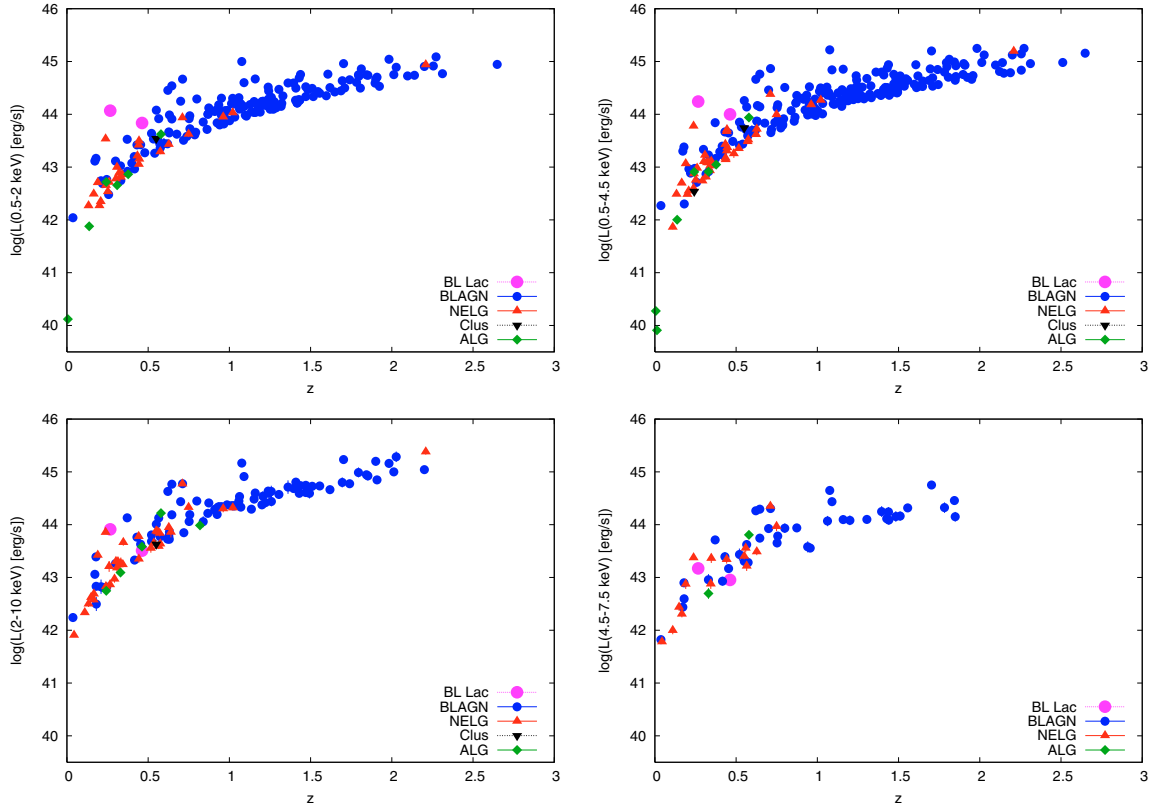 46
45
44
43
42
41
40
log(L(0.5-2 keV) [erg/s])
0 0.5 1 1.5 2 2.5 3
z
BL Lac
BLAGN
NELG
Clus
ALG
46
45
44
43
42
41
40
log(L(0.5-4.5 keV) [erg/s])
0 0.5 1 1.5 2 2.5 3
z
BL Lac
BLAGN
NELG
Clus
ALG
46
45
44
43
42
41
40
log(L(2-10 keV) [erg/s])
0 0.5 1 1.5 2 2.5 3
z
BL Lac
BLAGN
NELG
Clus
ALG
46
45
44
43
42
41
40
log(L(4.5-7.5 keV) [erg/s])
0 0.5 1 1.5 2 2.5 3
z
BL Lac
BLAGN
NELG
ALG